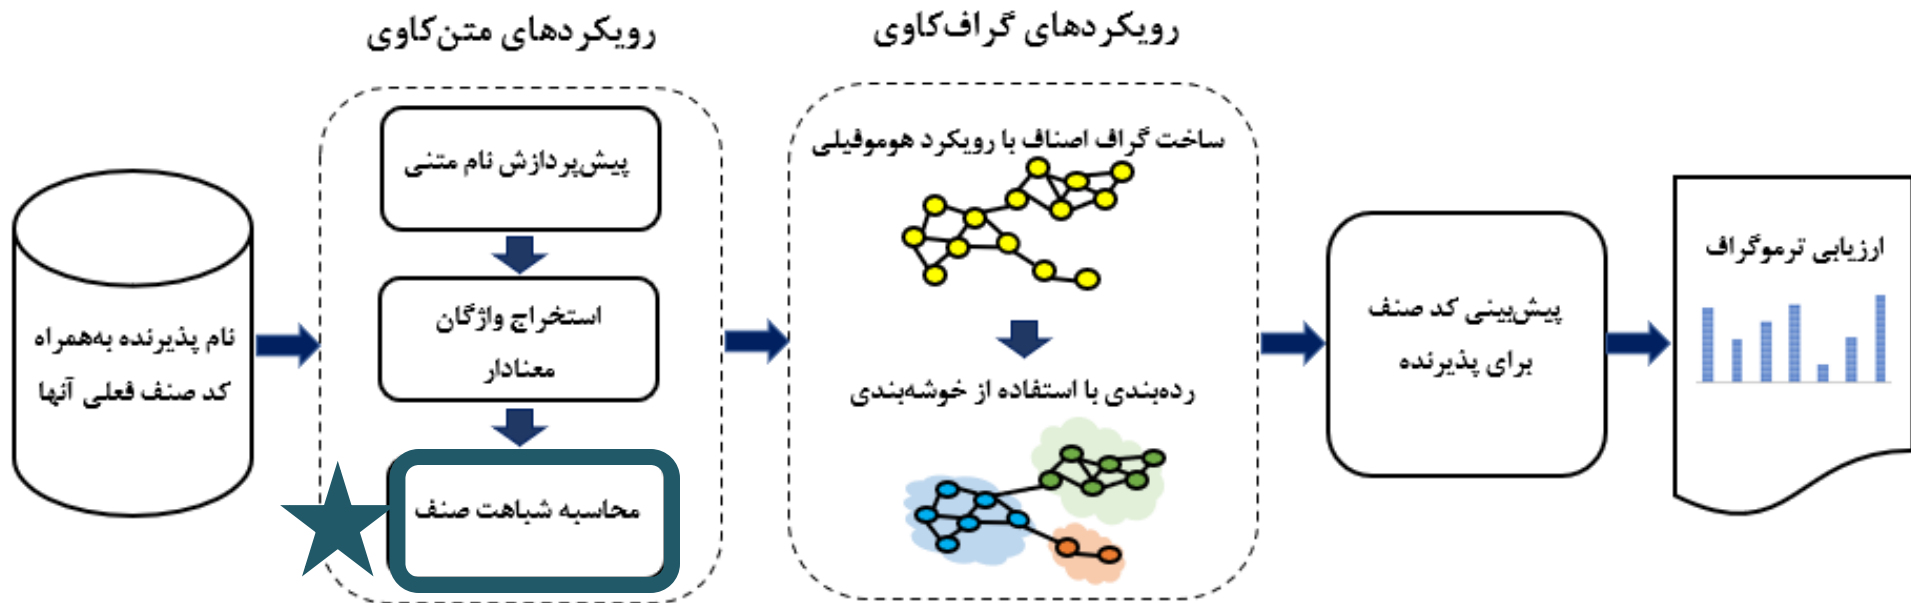 رویکردهای متن‌کاوی
رویکردهای گراف‌کاوی
نام پذیرنده به‌همراه
کد صنف فعلی آنها
پیش‌پردازش نام متنی
استخراج واژگان
معنادار
محاسبه شباهت صنف
ساخت گراف اصناف با رویکرد هوموفیلی
رده‌بندی با استفاده از خوشه‌بندی
پیش‌بینی کد صنف
برای پذیرنده
ارزیابی ترموگراف